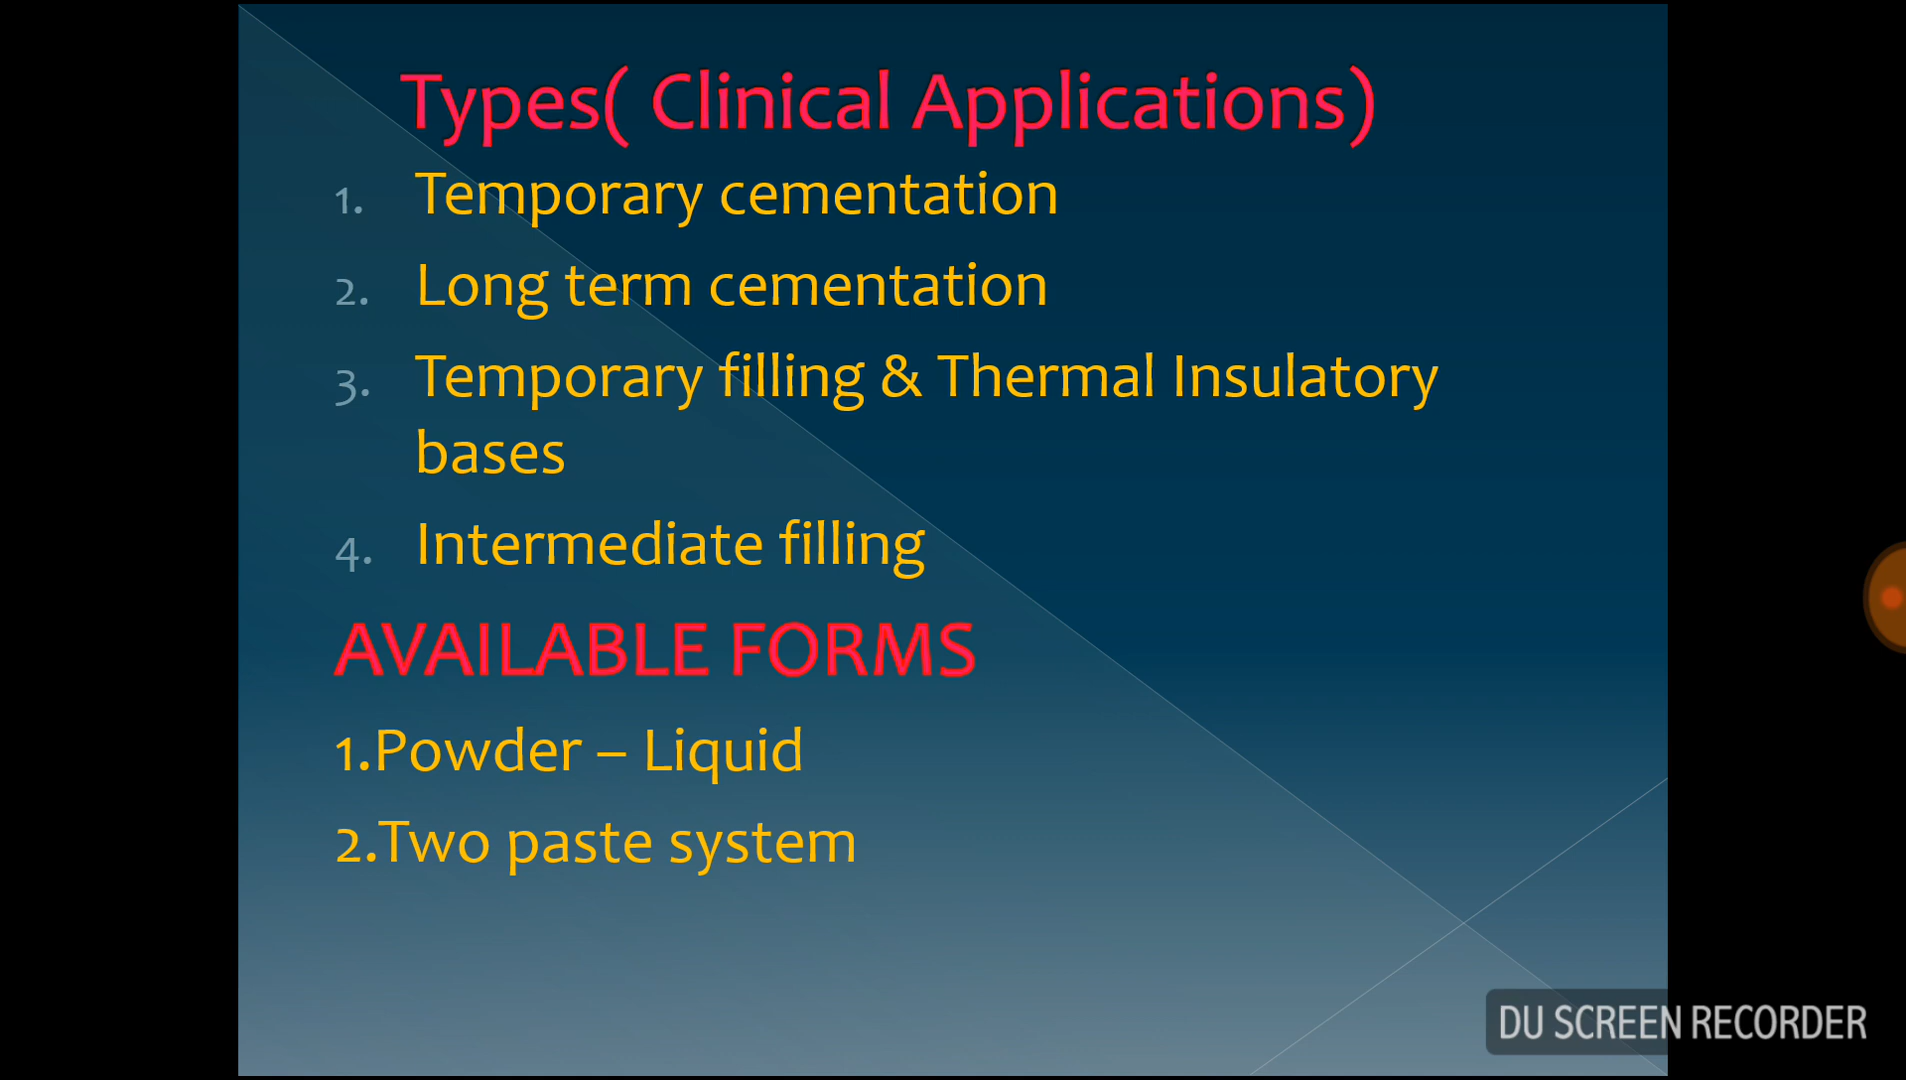 Types( Clinical Applications)
1. Temporary cementation
2. Long term cementation
3. Temporary filling & Thermal Insulatory
bases
4. Intermediate filling
AVAILABLE FORMS
1.Powder – Liquid
2.Two paste system
DU SCREEN RECORDER